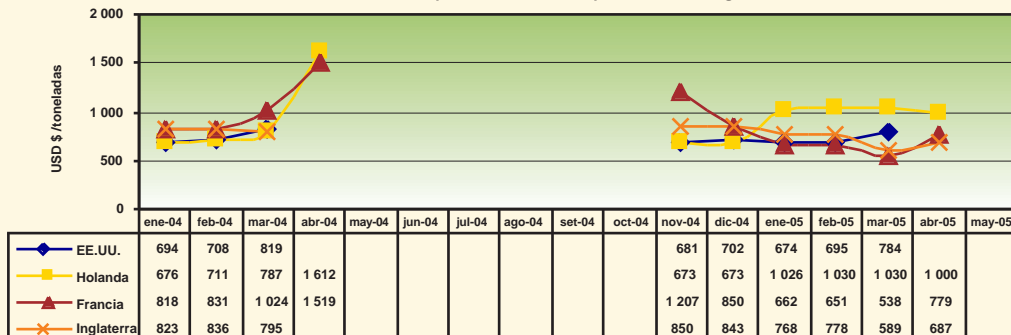 2 000
1 500
1 000
500
0
USD $ /toneladas
ene-04 feb-04 mar-04 abr-04 may-04 jun-04 jul-04 ago-04 set-04 oct-04 nov-04 dic-04 ene-05 feb-05 mar-05 abr-05 may-05
EE.UU. 694 708 819 681 702 674 695 784
Holanda 676 711 787 1 612 673 673 1 026 1 030 1 030 1 000
Francia 818 831 1 024 1 519 1 207 850 662 651 538 779
Inglaterra 823 836 795 850 843 768 778 589 687